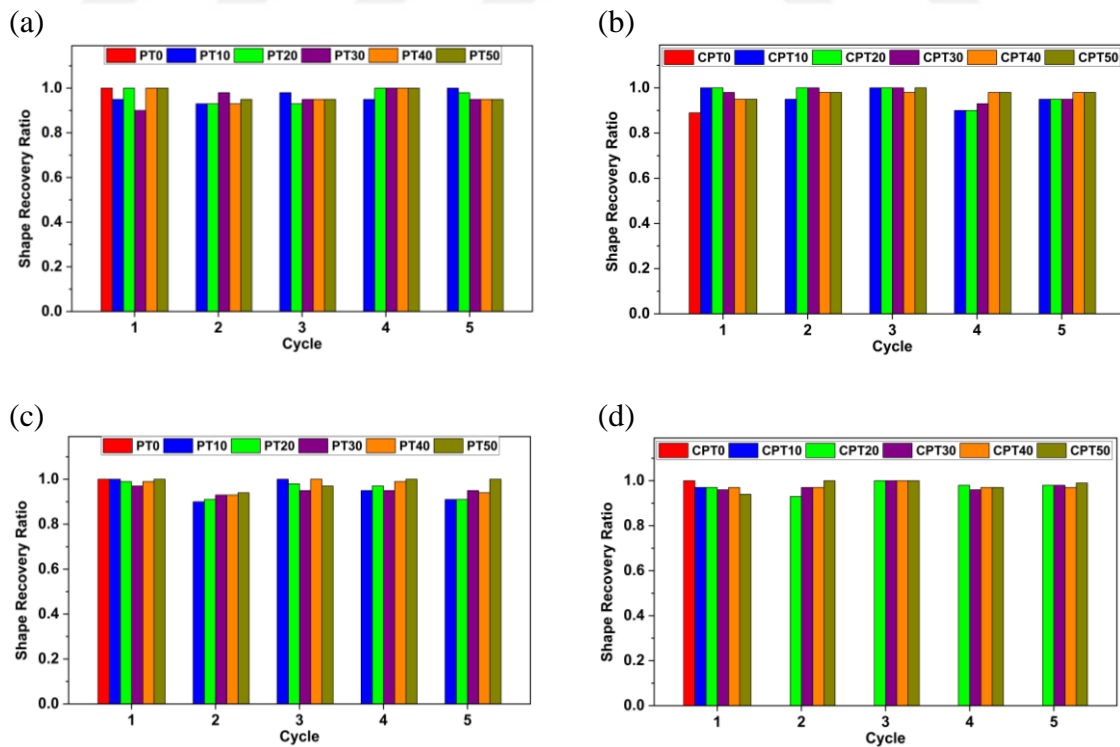 (a)
PT0 PT10 PT20 PT30 PT40 PT50
Shape Recovery Ratio
1.0
0.8
0.6
0.4
0.2
0.0
1 2 3 4 5
Cycle
(b)
CPT0 CPT10 CPT20 CPT30 CPT40 CPT50
Shape Recovery Ratio
1.0
0.8
0.6
0.4
0.2
0.0
1 2 3 4 5
Cycle
(c)
PT0 PT10 PT20 PT30 PT40 PT50
Shape Recovery Ratio
1.0
0.8
0.6
0.4
0.2
0.0
1 2 3 4 5
Cycle
(d)
CPT0 CPT10 CPT20 CPT30 CPT40 CPT50
Shape Recovery Ratio
1.0
0.8
0.6
0.4
0.2
0.0
1 2 3 4 5
Cycle